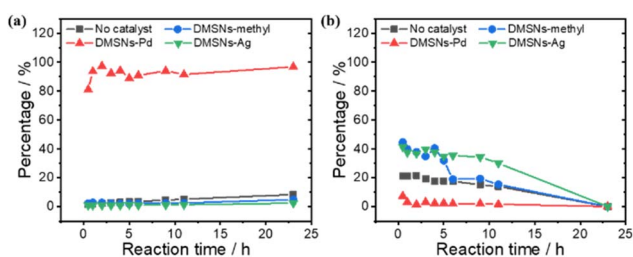 (a)
No catalyst
DMSNs-methyl
DMSNs-Pd
DMSNs-Ag
120
100
80
60
40
20
0
Percentage / %
0
5
10
15
20
25
Reaction time / h
(b)
No catalyst
DMSNs-methyl
DMSNs-Pd
DMSNs-Ag
120
100
80
60
40
20
0
Percentage / %
0
5
10
15
20
25
Reaction time / h